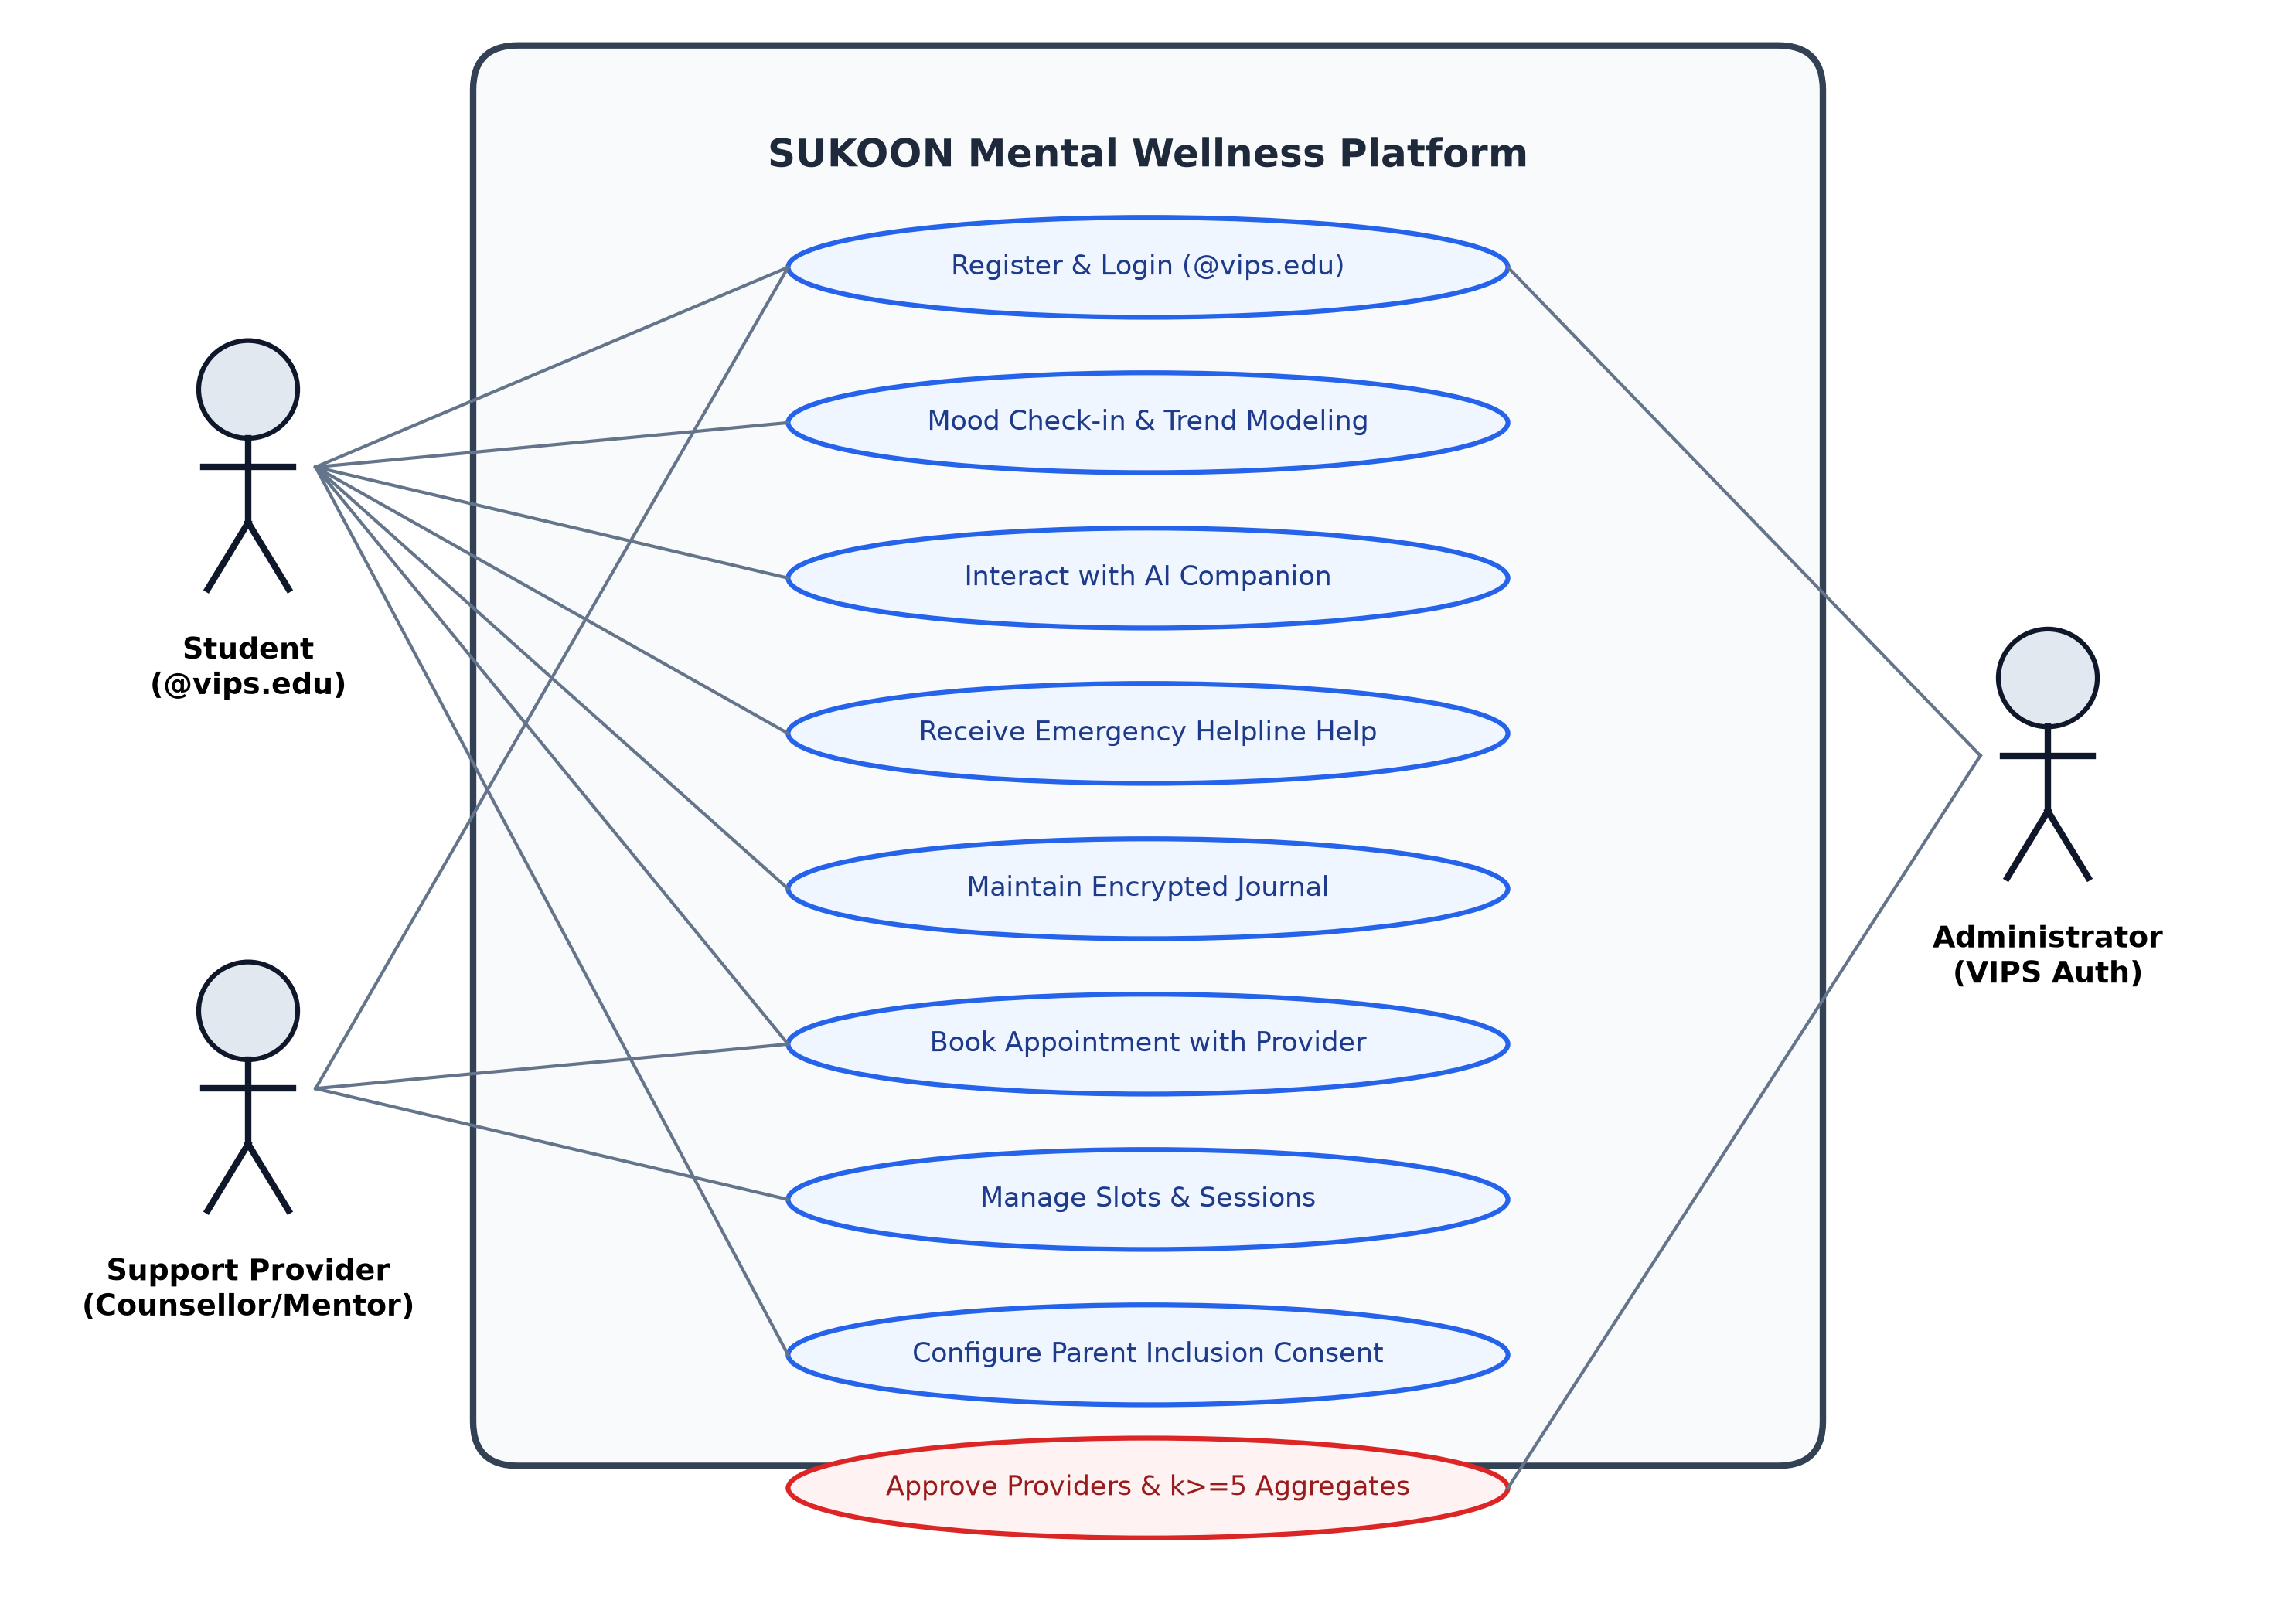 SUKOON Mental Wellness Platform
Register & Login (@vips.edu)
Mood Check-in & Trend Modeling
Interact with AI Companion
Student
(@vips.edu)
Receive Emergency Helpline Help
Maintain Encrypted Journal
Administrator
(VIPS Auth)
Book Appointment with Provider
Manage Slots & Sessions
Support Provider
(Counsellor/Mentor)
Configure Parent Inclusion Consent
Approve Providers & k>=5 Aggregates